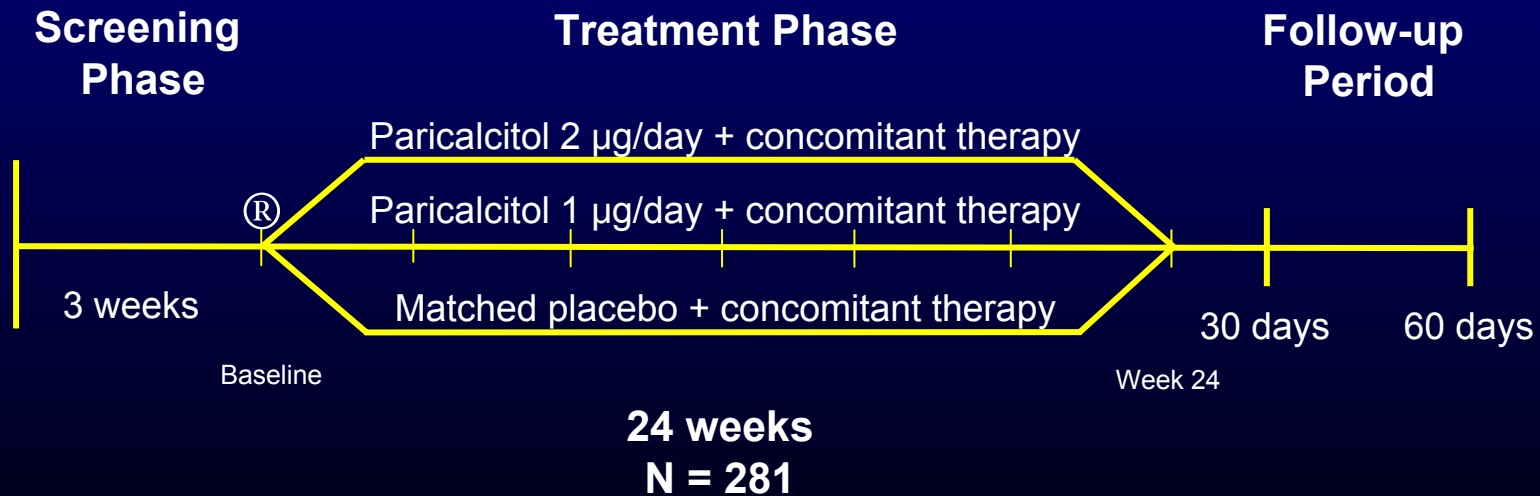 Screening
Phase
Treatment Phase
Follow-up
Period
Paricalcitol 2 µg/day + concomitant therapy
®
Paricalcitol 1 µg/day + concomitant therapy
3 weeks
Matched placebo + concomitant therapy
30 days
60 days
Baseline
Week 24
24 weeks
N = 281